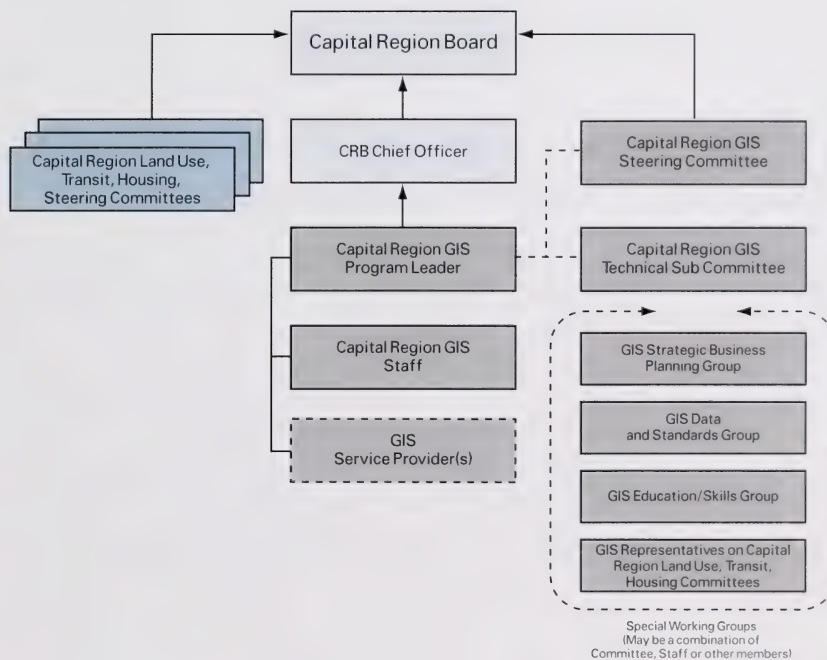 Capital Region Board
Capital Region Land Use,
Transit, Housing,
Steering Committees
CRB Chief Officer
Capital Region GIS
Steering Committee
Capital Region GIS
Program Leader
Capital Region GIS
Technical Sub Committee
Capital Region GIS
Staff
GIS
Service Provider(s)
GIS Strategic Business
Planning Group
GIS Data
and Standards Group
GIS Education/Skills Group
GIS Representatives on Capital
Region Land Use, Transit,
Housing Committees
Special Working Groups
(May be a combination of
Committee, Staff or other members)